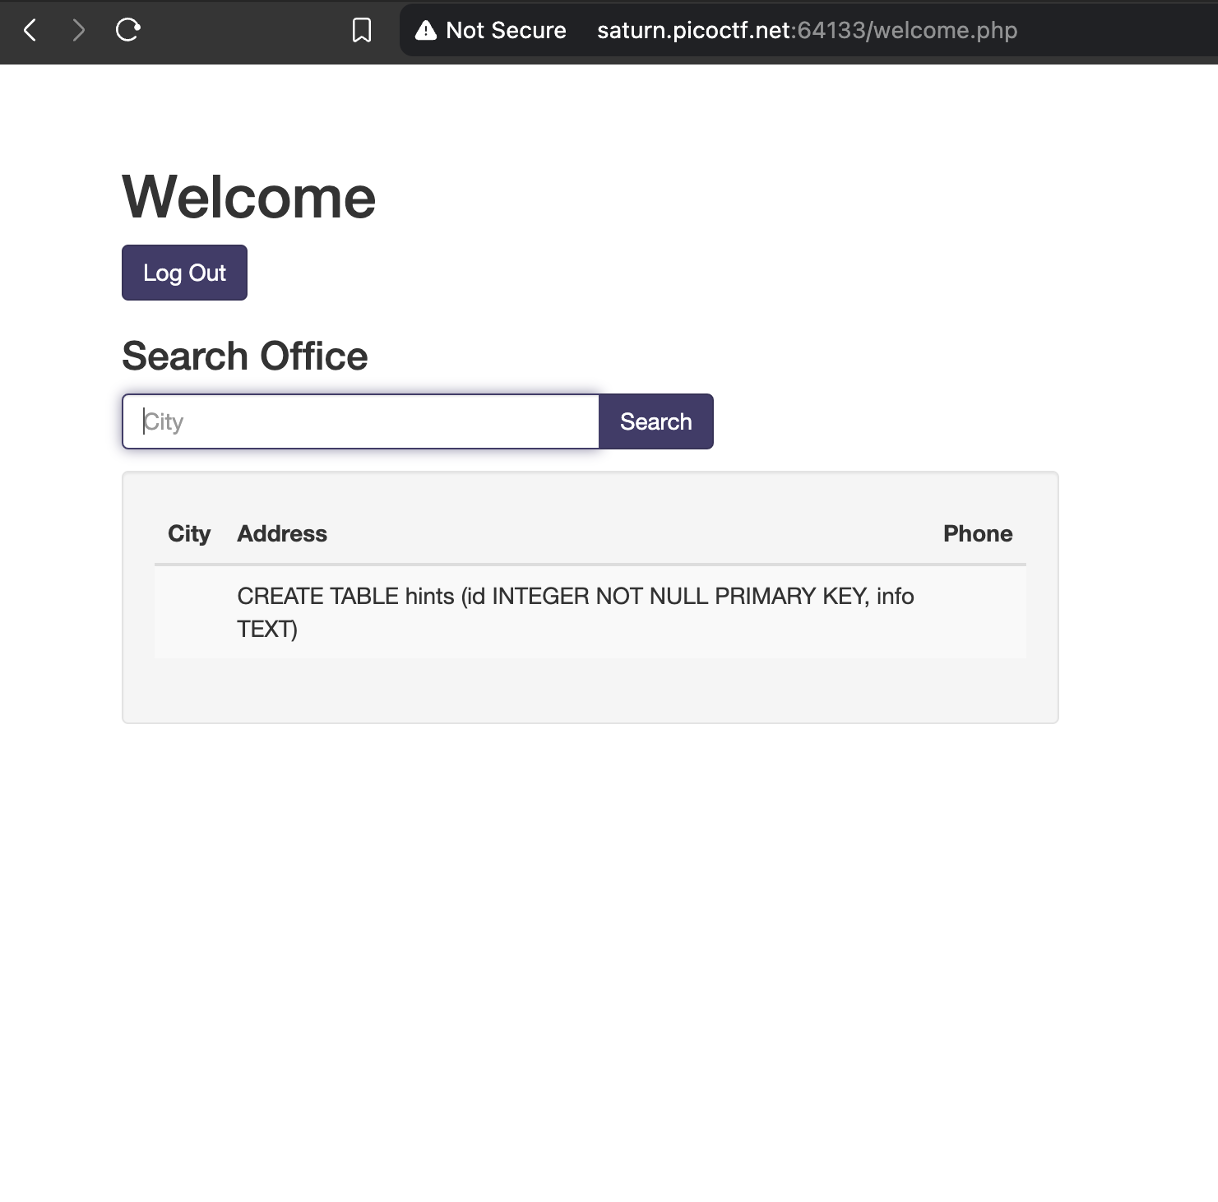 Not Secure saturn.picoctf.net:64133/welcome.php
Welcome
Log Out
Search Office
City
Search
City Address Phone
CREATE TABLE hints (id INTEGER NOT NULL PRIMARY KEY, info
TEXT)